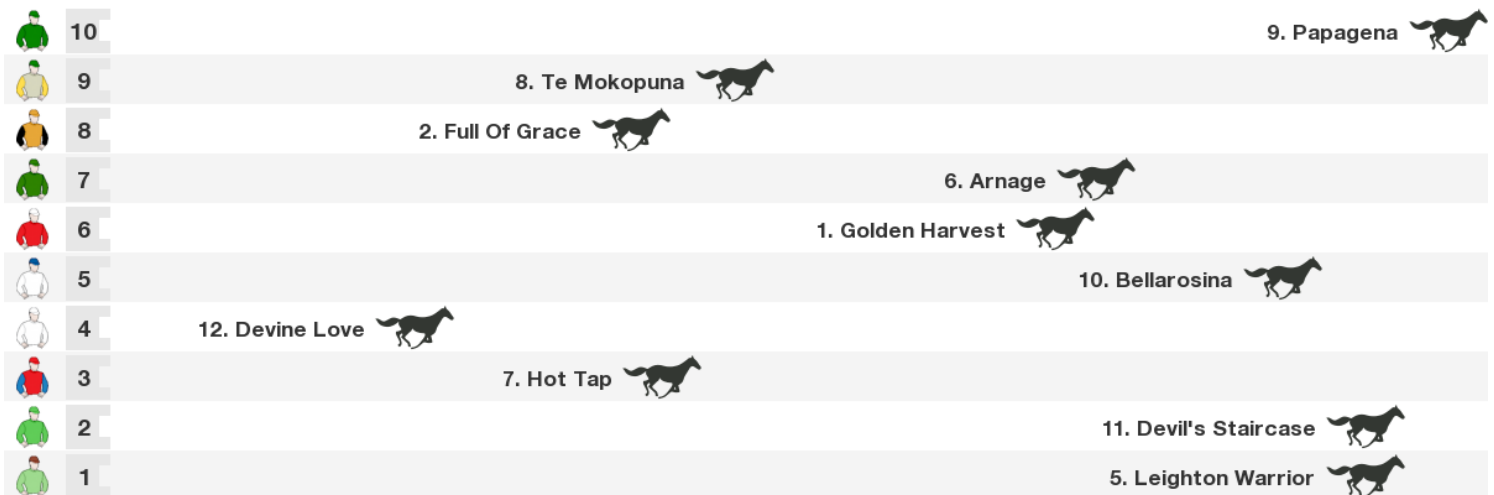 10 9. Papagena
9 8. Te Mokopuna
8 2. Full Of Grace
7 6. Arnage
6 1. Golden Harvest
5 10. Bellarosina
4 12. Devine Love
3 7. Hot Tap
2 11. Devil's Staircase
1 5. Leighton Warrior